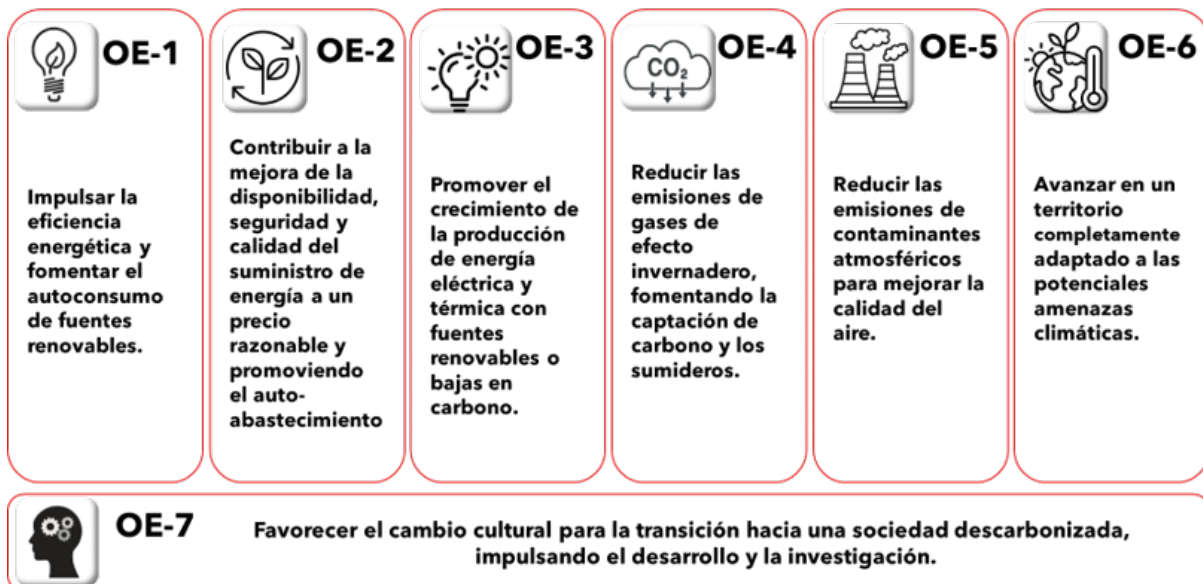 OE-1
Impulsar la
eficiencia
energética y
fomentar el
autoconsumo
de fuentes
renovables.
OE-2
Contribuir a la
mejora de la
disponibilidad,
seguridad y
calidad del
suministro de
energía a un
precio
razonable y
promoviendo
el auto-
abastecimiento
OE-3
Promover el
crecimiento de
la producción
de energía
eléctrica y
térmica con
fuentes
renovables o
bajas en
carbono.
CO₂
OE-4
Reducir las
emisiones de
gases de
efecto
invernadero,
fomentando la
captación de
carbono y los
sumideros.
OE-5
Reducir las
emisiones de
contaminantes
atmosféricos
para mejorar la
calidad del
aire.
OE-6
Avanzar en un
territorio
completamente
adaptado a las
potenciales
amenazas
climáticas.
OE-7
Favorecer el cambio cultural para la transición hacia una sociedad descarbonizada,
impulsando el desarrollo y la investigación.